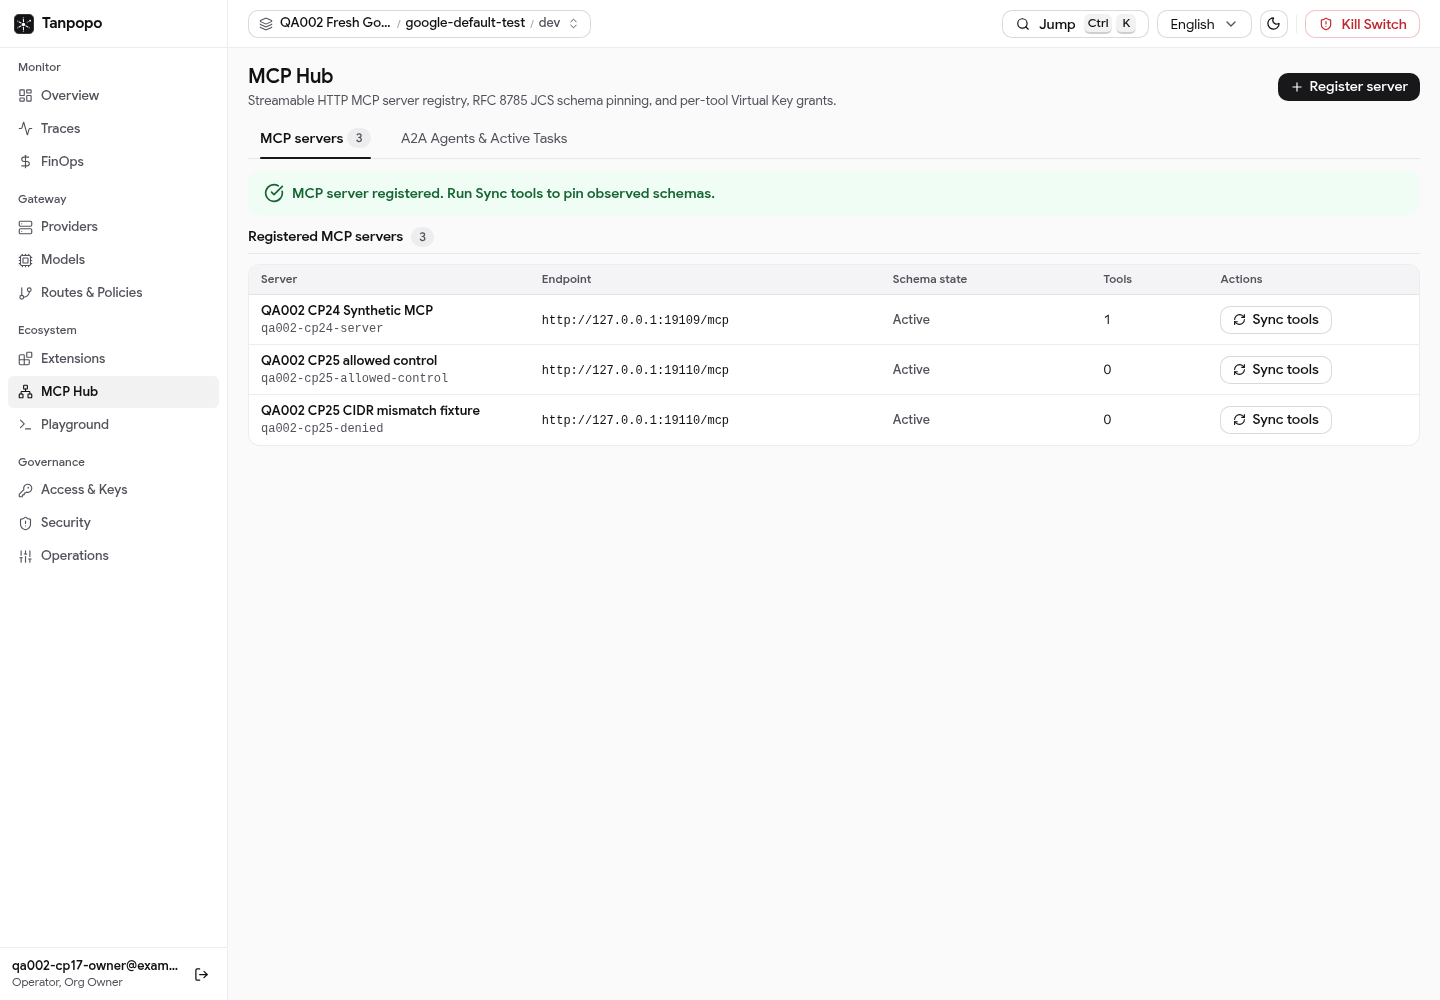 Tanpopo
QA002 Fresh Go... / google-default-test / dev
Jump Ctrl K
English
Kill Switch
Monitor
Overview
Traces
FinOps
Gateway
Providers
Models
Routes & Policies
Ecosystem
Extensions
MCP Hub
Playground
Governance
Access & Keys
Security
Operations
qa002-cp17-owner@exam...
Operator, Org Owner
MCP Hub
Streamable HTTP MCP server registry, RFC 8785 JCS schema pinning, and per-tool Virtual Key grants.
Register server
MCP servers 3
A2A Agents & Active Tasks
MCP server registered. Run Sync tools to pin observed schemas.
Registered MCP servers 3
Server Endpoint Schema state Tools Actions
QA002 CP24 Synthetic MCP
qa002-cp24-server
http://127.0.0.1:19109/mcp Active 1 Sync tools
QA002 CP25 allowed control
qa002-cp25-allowed-control
http://127.0.0.1:19110/mcp Active 0 Sync tools
QA002 CP25 CIDR mismatch fixture
qa002-cp25-denied
http://127.0.0.1:19110/mcp Active 0 Sync tools